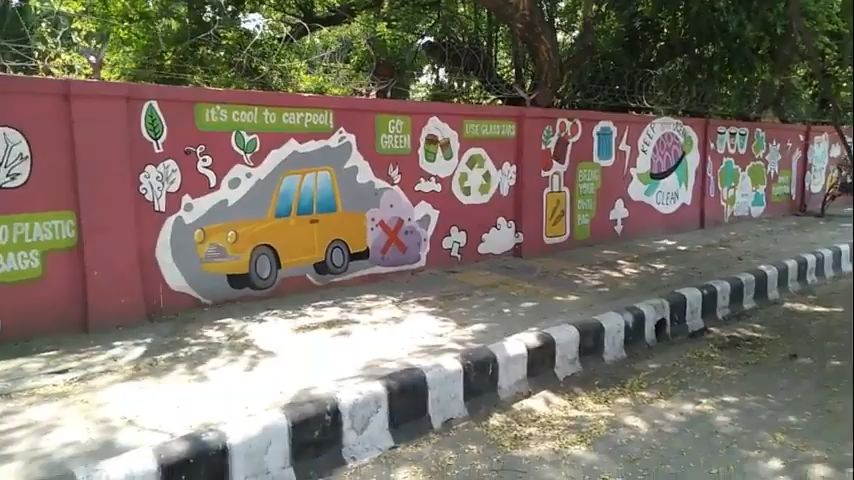 it's cool to carpool!
GO
GREEN
USE GLASS JARS
O PLASTIC
BAGS
BRING
YOUR
OWN
BAG
KEEP
CLEAN